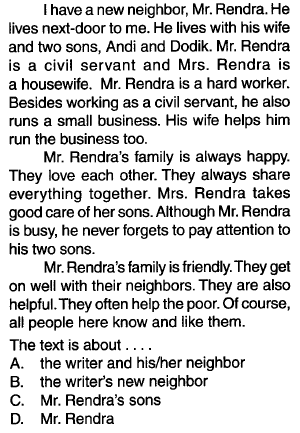 I have a new neighbor, Mr. Rendra. He
lives next-door to me. He lives with his wife
and two sons, Andi and Dodik. Mr. Rendra
is a civil servant and Mrs. Rendra is
a housewife. Mr. Rendra is a hard worker.
Besides working as a civil servant, he also
runs a small business. His wife helps him
run the business too.
Mr. Rendra's family is always happy.
They love each other. They always share
everything together. Mrs. Rendra takes
good care of her sons. Although Mr. Rendra
is busy, he never forgets to pay attention to
his two sons.
Mr. Rendra's family is friendly. They get
on well with their neighbors. They are also
helpful. They often help the poor. Of course,
all people here know and like them.
The text is about ....
A. the writer and his/her neighbor
B. the writer's new neighbor
C. Mr. Rendra's sons
D. Mr. Rendra